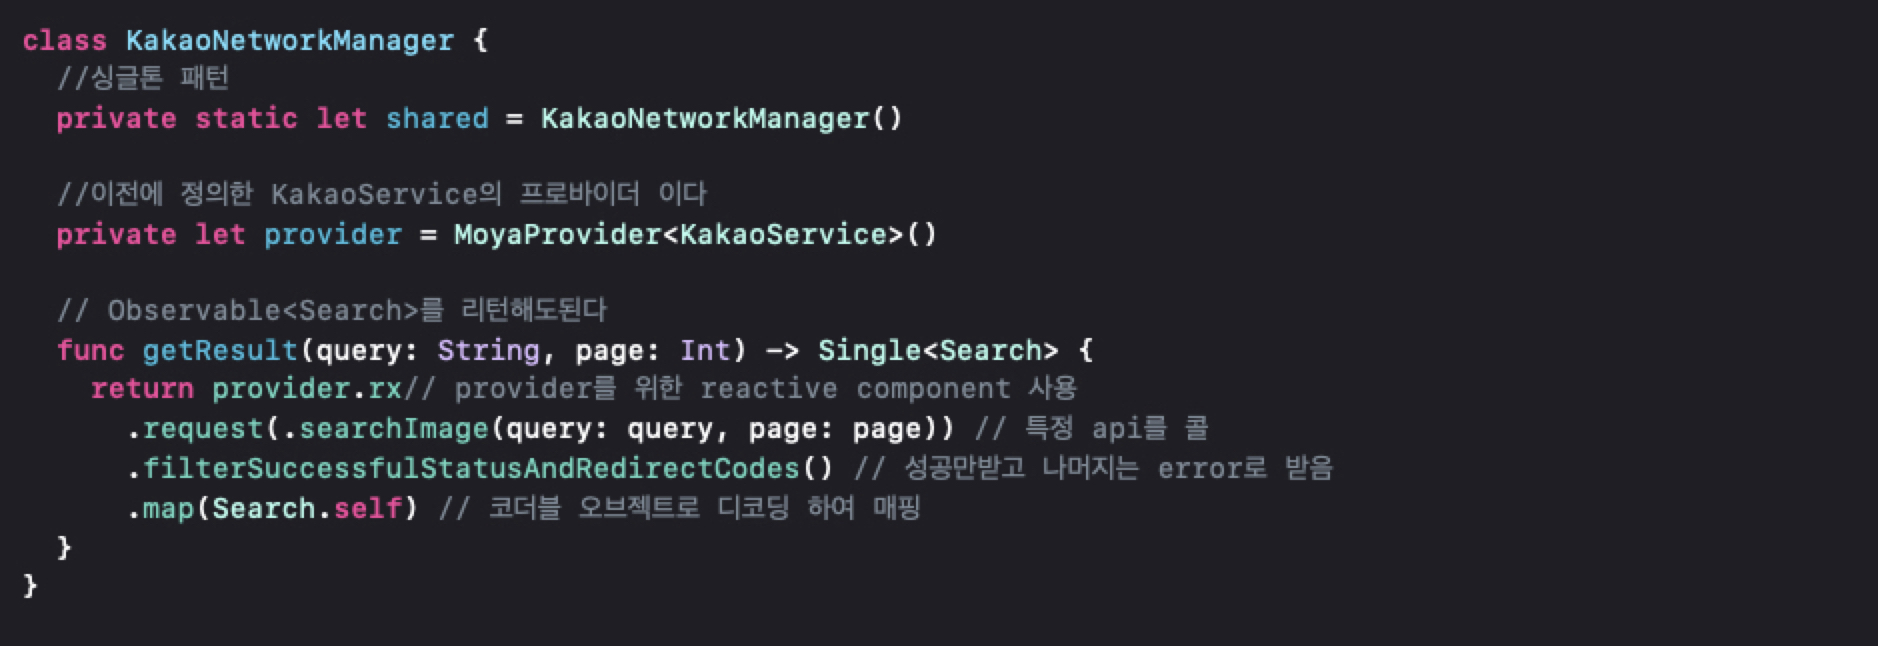 class KakaoNetworkManager {
//싱글톤 패턴
private static let shared = KakaoNetworkManager()
//이전에 정의한 KakaoService의 프로바이더 이다
private let provider = MoyaProvider<KakaoService>()
// Observable<Search>를 리턴해도된다
func getResult(query: String, page: Int) -> Single<Search> {
return provider.rx// provider를 위한 reactive component 사용
.request(.searchImage(query: query, page: page)) // 특정 api를 콜
.filterSuccessfulStatusAndRedirectCodes() // 성공만받고 나머지는 error로 받음
.map(Search.self) // 코더블 오브젝트로 디코딩 하여 매핑
}
}